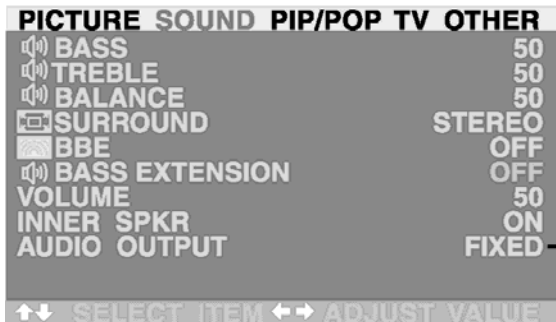 PICTURE SOUND PIP/POP TV OTHER
BASS 50
TREBLE 50
BALANCE 50
SURROUND STEREO
BBE OFF
BASS EXTENSION OFF
VOLUME 50
INNER SPKR ON
AUDIO OUTPUT FIXED
SELECT ITEM ADJUST VALUE